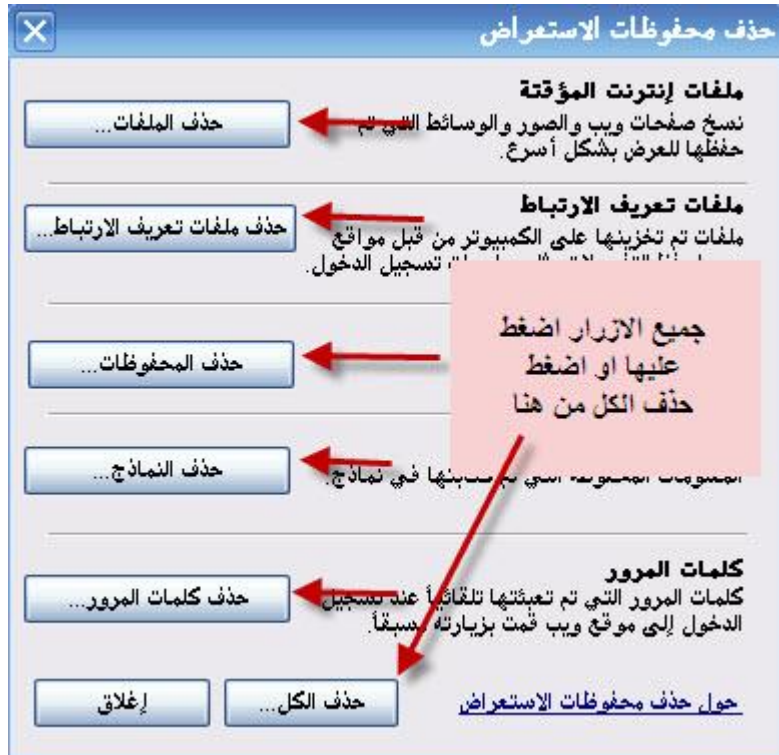 حذف محفوظات الاستعراض
ملفات إنترنت المؤقتة
نسخ صفحات ويب والصور والوسائط التي تم
حفظها للعرض بشكل أسرع.
حذف الملفات...
ملفات تعريف الارتباط
ملفات تم تخزينها على الكمبيوتر من قبل مواقع
تسجيل الدخول.
حذف ملفات تعريف الارتباط...
جميع الازرار اضغط
عليها او اضغط
حذف الكل من هنا
حذف المحفوظات...
في نماذج.
حذف النماذج...
كلمات المرور
كلمات المرور التي تم تعبئتها تلقائياً عند تسجيل
الدخول إلى موقع ويب قمت بزيارته مسبقاً.
حذف كلمات المرور...
حول حذف محفوظات الاستعراض
حذف الكل...
إغلاق